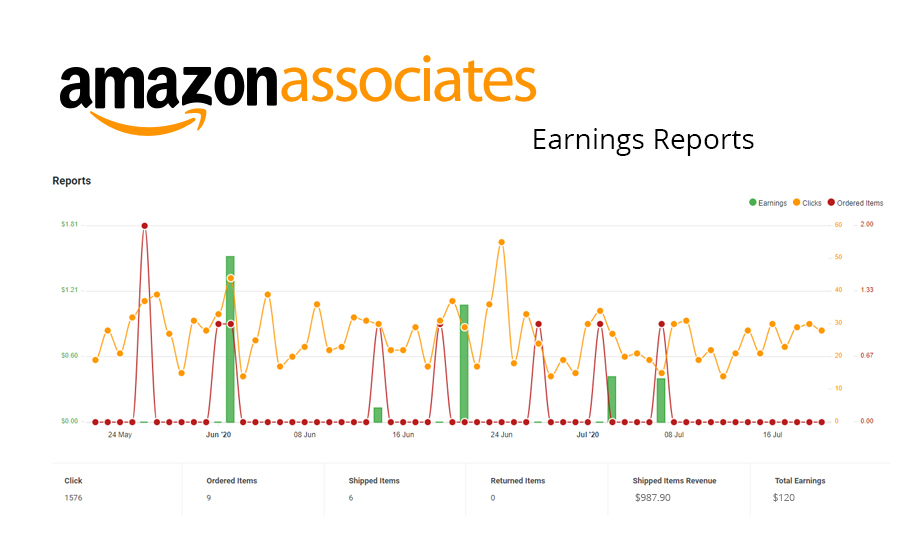 amazonassociates
Earnings Reports
Reports
Earnings Clicks Ordered Items
$1.81 60 2.00
50
$1.21 40 1.33
30
$0.60 20 0.67
10
$0.00 0 0.00
24 May Jun '20 08 Jun 16 Jun 24 Jun Jul '20 08 Jul 16 Jul
Click Ordered Items Shipped Items Returned Items Shipped Items Revenue Total Earnings
1576 9 6 0 $987.90 $120